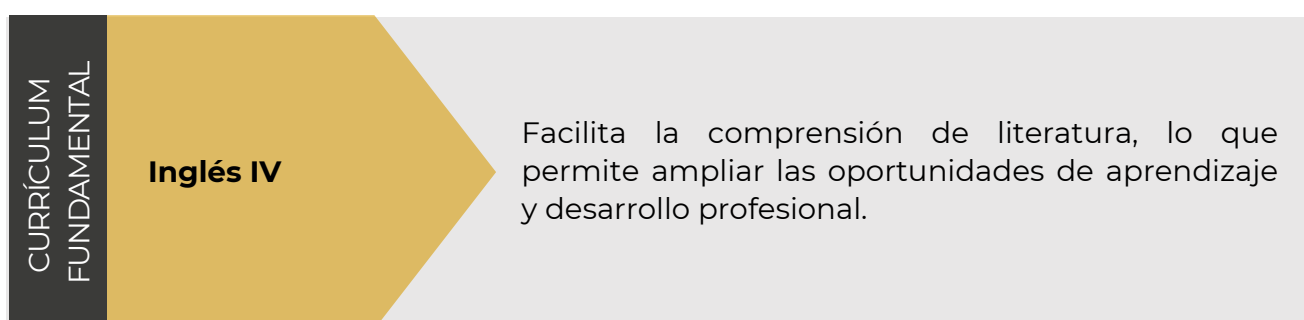 CURRÍCULUM
FUNDAMENTAL
Inglés IV
Facilita la comprensión de literatura, lo que
permite ampliar las oportunidades de aprendizaje
y desarrollo profesional.